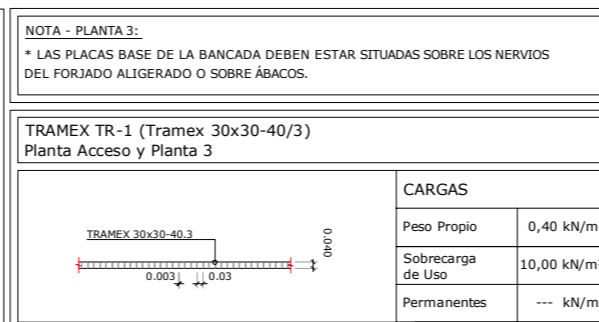 NOTA - PLANTA 3:
* LAS PLACAS BASE DE LA BANCADA DEBEN ESTAR SITUADAS SOBRE LOS NERVIOS
DEL FORJADO ALIGERADO O SOBRE ÁBACOS.
TRAMEX TR-1 (Tramex 30x30-40/3)
Planta Acceso y Planta 3
TRAMEX 30x30-40.3
0.040
0.003
0.03
CARGAS
Peso Propio 0,40 kN/m
Sobrecarga
de Uso
10,00 kN/m²
Permanentes --- kN/m